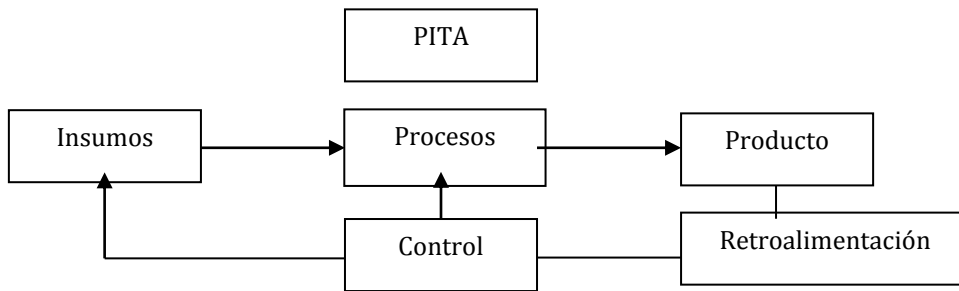 PITA
Insumos
Procesos
Producto
Control
Retroalimentación